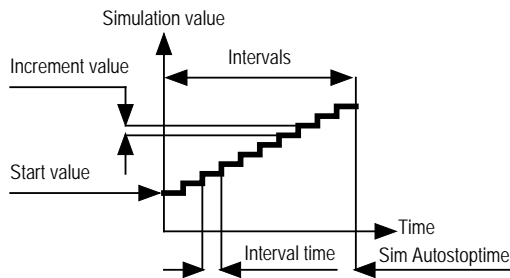 Simulation value
Increment value
Intervals
Start value
Time
Interval time
Sim Autostoptime